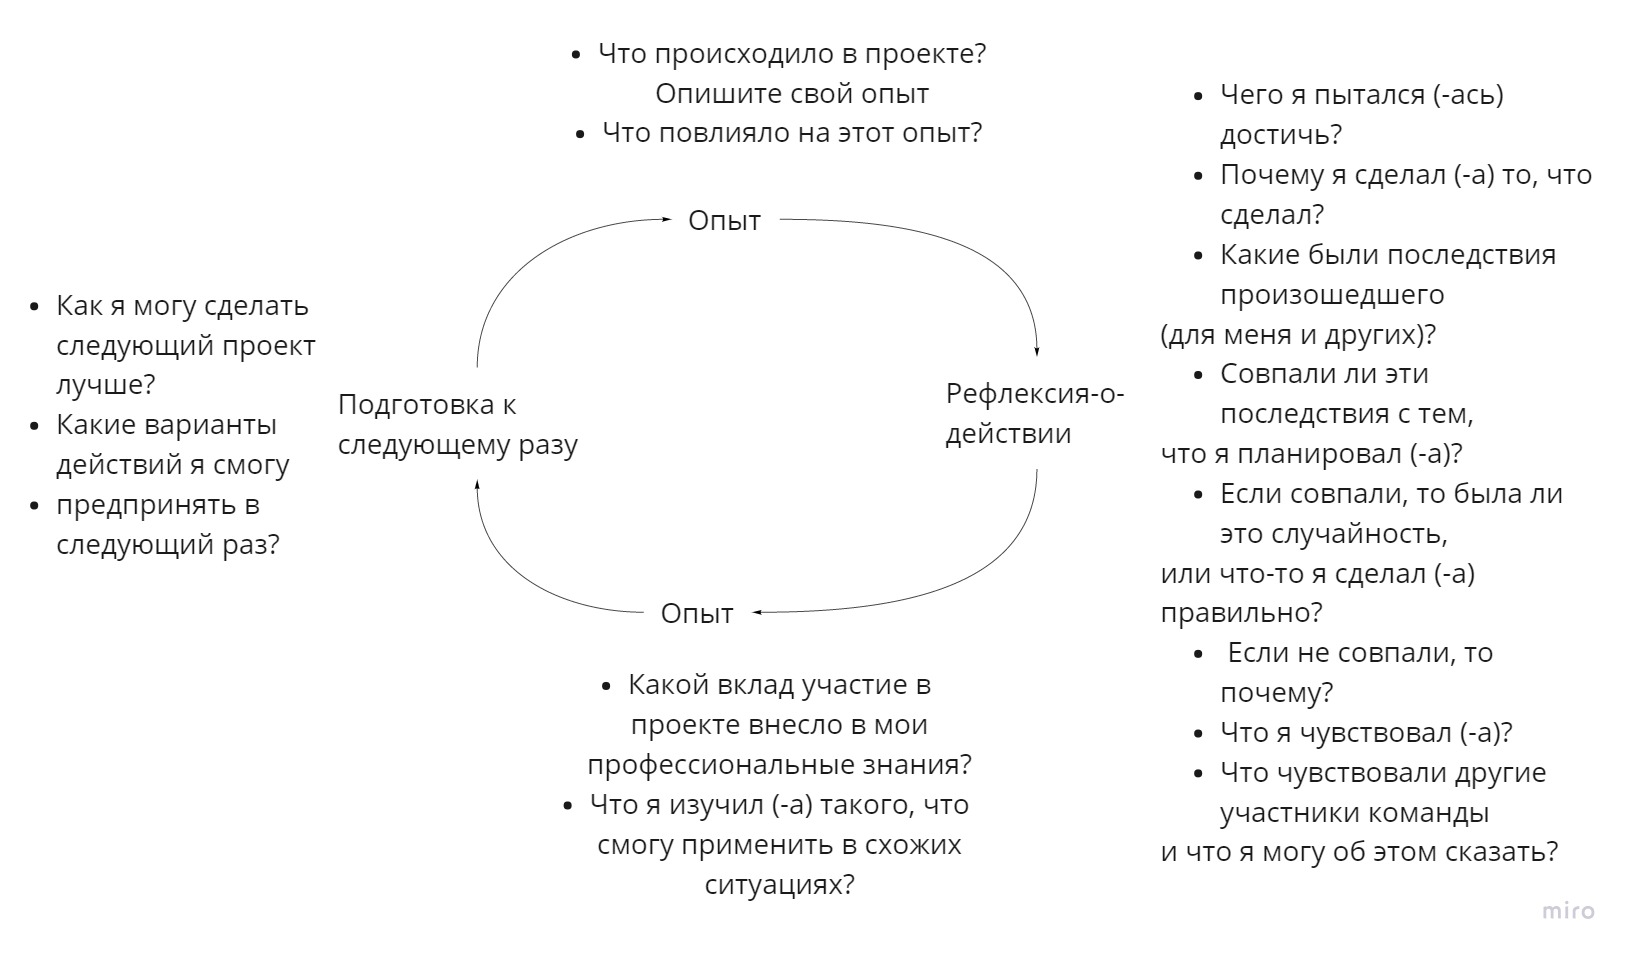 • Что происходило в проекте?
Опишите свой опыт
• Что повлияло на этот опыт?
Опыт
• Чего я пытался (-ась)
достичь?
• Почему я сделал (-а) то, что
сделал?
• Какие были последствия
произошедшего
(для меня и других)?
• Совпали ли эти
последствия с тем,
что я планировал (-а)?
• Если совпали, то была ли
это случайность,
или что-то я сделал (-а)
правильно?
• Если не совпали, то
почему?
• Что я чувствовал (-а)?
• Что чувствовали другие
участники команды
и что я могу об этом сказать?
Рефлексия-о-
действии
Опыт
• Какой вклад участие в
проекте внесло в мои
профессиональные знания?
• Что я изучил (-а) такого, что
смогу применить в схожих
ситуациях?
Подготовка к
следующему разу
• Как я могу сделать
следующий проект
лучше?
• Какие варианты
действий я смогу
• предпринять в
следующий раз?
miro